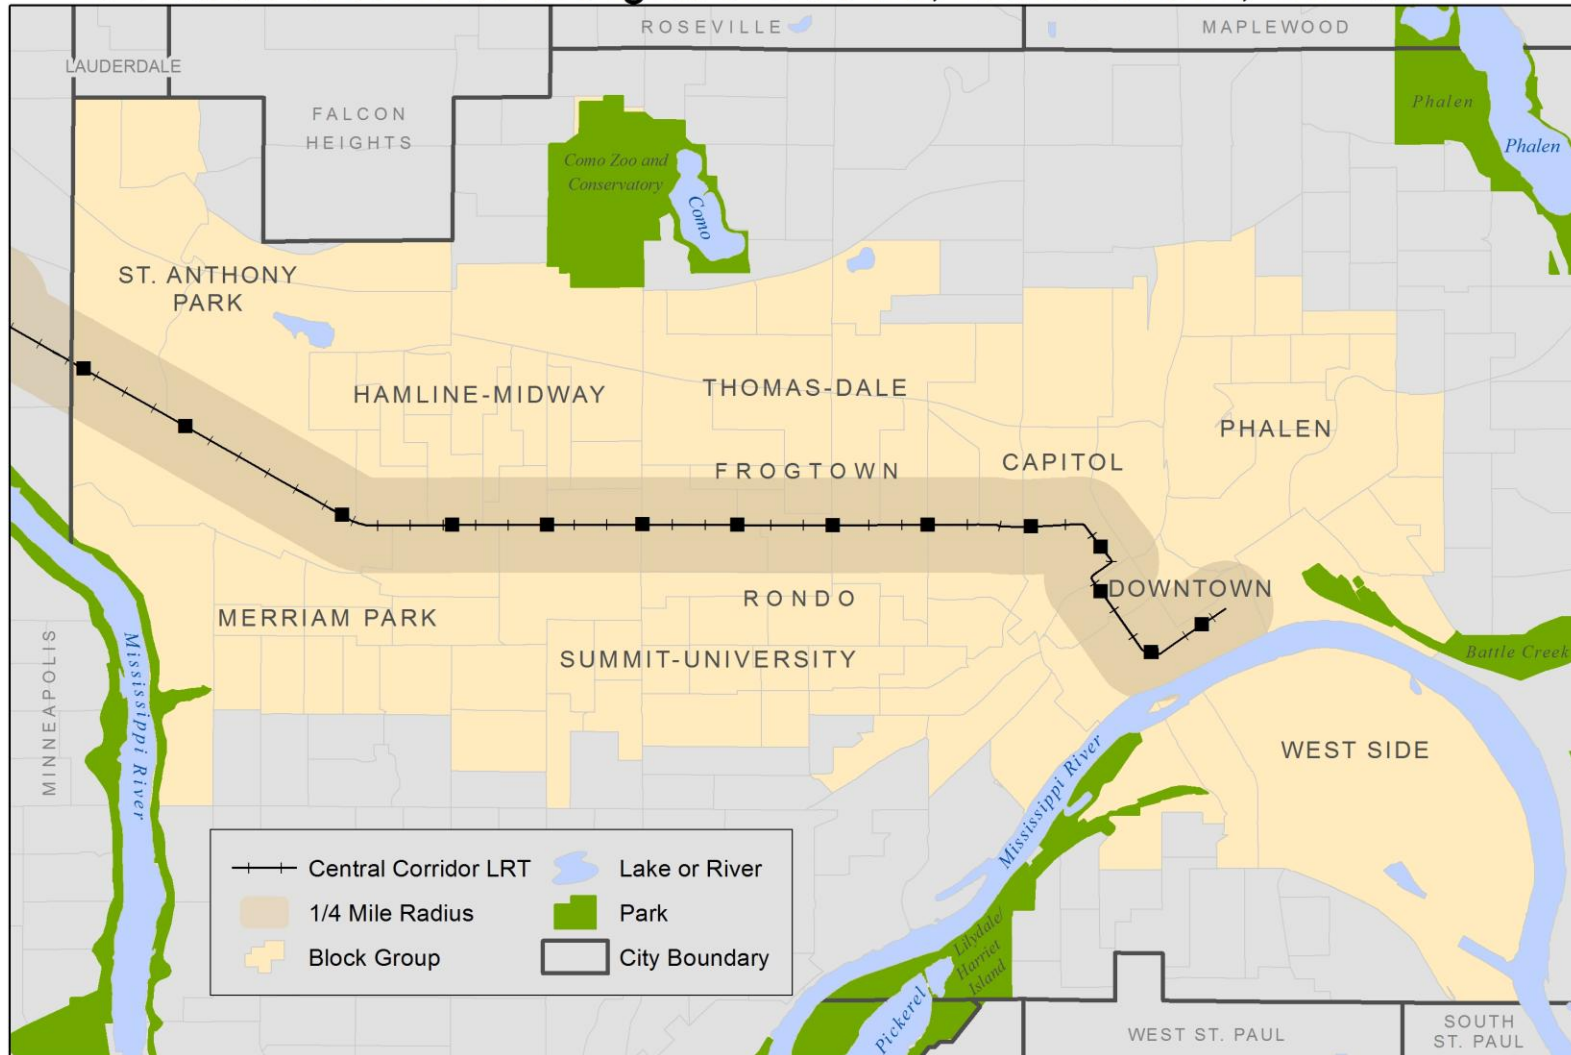 ROSEVILLE
MAPLEWOOD
LAUDERDALE
FALCON
HEIGHTS
Phalen
Phalen
Como Zoo and
Conservatory
Como
ST. ANTHONY
PARK
HAMLINE-MIDWAY
THOMAS-DALE
PHALEN
FROGTOWN
CAPITOL
DOWNTOWN
RONDO
MERRIAM PARK
SUMMIT-UNIVERSITY
MINNEAPOLIS
Mississippi River
Battle Creek
WEST SIDE
Mississippi River
Central Corridor LRT
Lake or River
1/4 Mile Radius
Park
Block Group
City Boundary
Lilydale/
Harriet
Island
Pickerel
WEST ST. PAUL
SOUTH
ST. PAUL